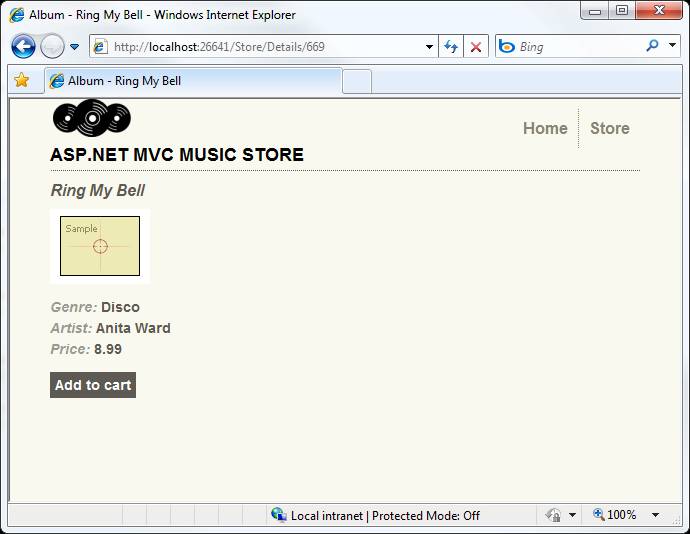 Album - Ring My Bell - Windows Internet Explorer
http://localhost:26641/Store/Details/669
Bing
Album - Ring My Bell
Home
Store
ASP.NET MVC MUSIC STORE
Ring My Bell
Sample
Genre: Disco
Artist: Anita Ward
Price: 8.99
Add to cart
Local intranet | Protected Mode: Off
100%